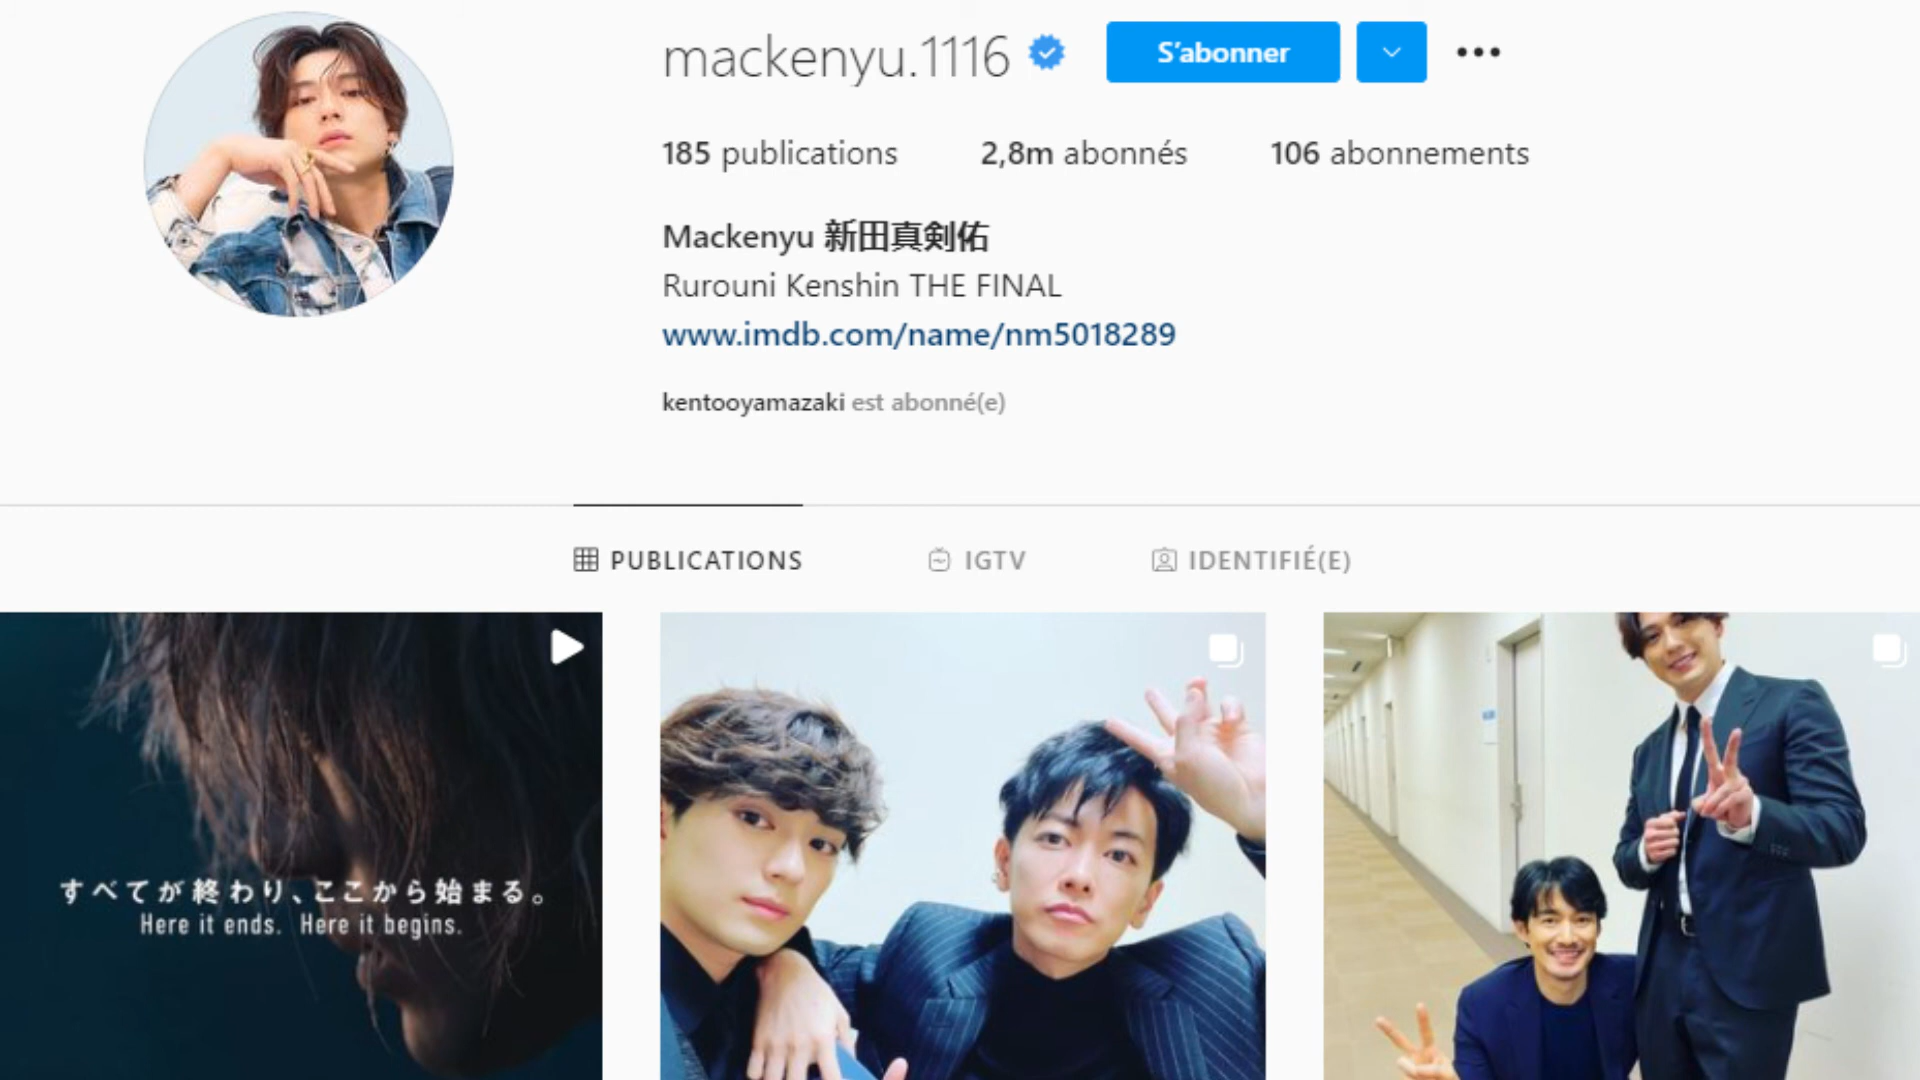 mackenyu.1116
S'abonner
185 publications
2,8m abonnés
106 abonnements
Mackenyu 新田真剣佑
Rurouni Kenshin THE FINAL
www.imdb.com/name/nm5018289
kentooyamazaki est abonné(e)
PUBLICATIONS
IGTV
IDENTIFIÉ(E)
すべてが終わり、ここから始まる。
Here it ends. Here it begins.